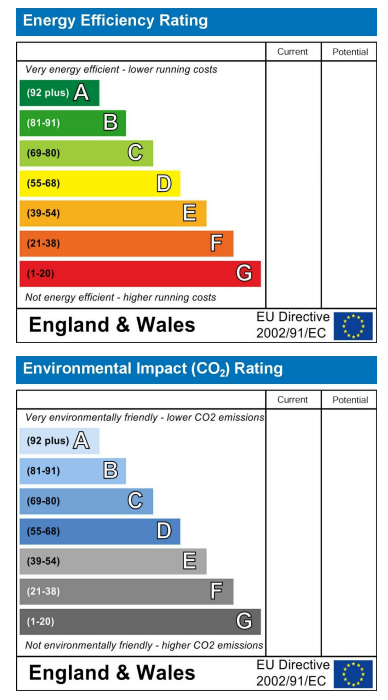 Energy Efficiency Rating
Current Potential
Very energy efficient - lower running costs
(92 plus) A
(81-91) B
(69-80) C
(55-68) D
(39-54) E
(21-38) F
(1-20) G
Not energy efficient - higher running costs
England & Wales
EU Directive
2002/91/EC
Environmental Impact (CO₂) Rating
Current Potential
Very environmentally friendly - lower CO2 emissions
(92 plus) A
(81-91) B
(69-80) C
(55-68) D
(39-54) E
(21-38) F
(1-20) G
Not environmentally friendly - higher CO2 emissions
England & Wales
EU Directive
2002/91/EC